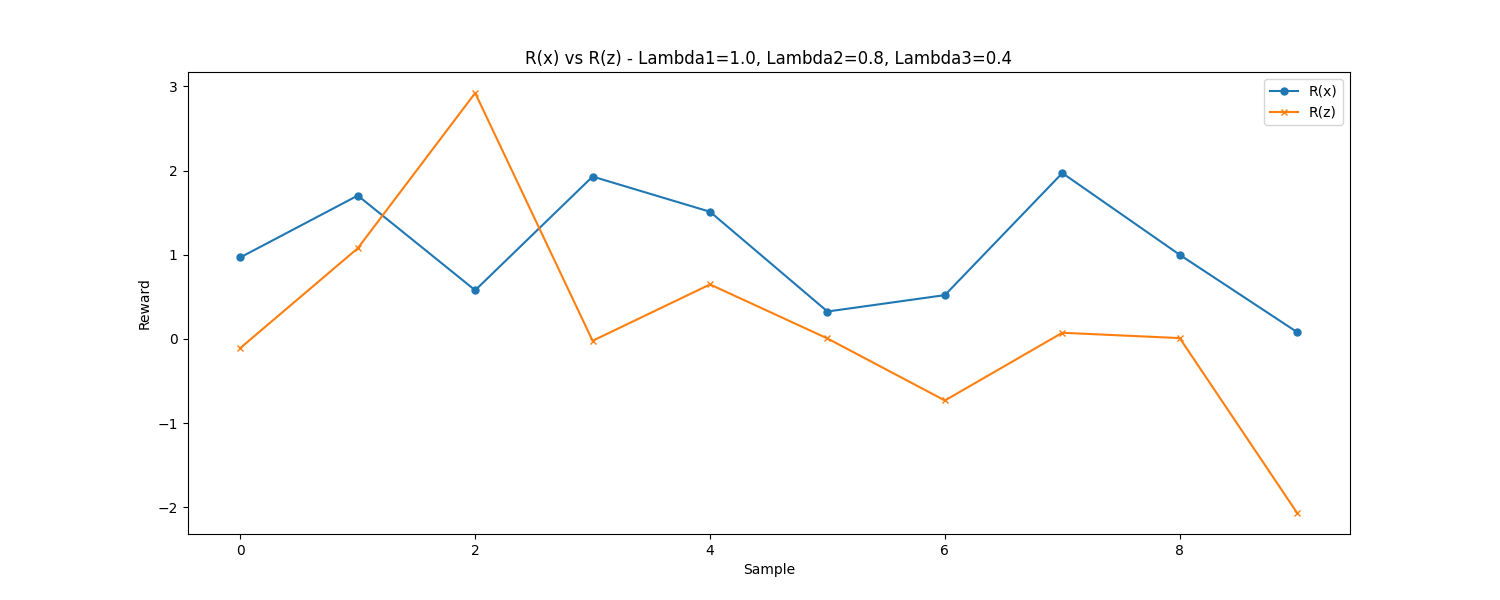 R(x) vs R(z) - Lambda1=1.0, Lambda2=0.8, Lambda3=0.4
R(x)
R(z)
3
2
1
0
−1
−2
Reward
0 2 4 6 8
Sample